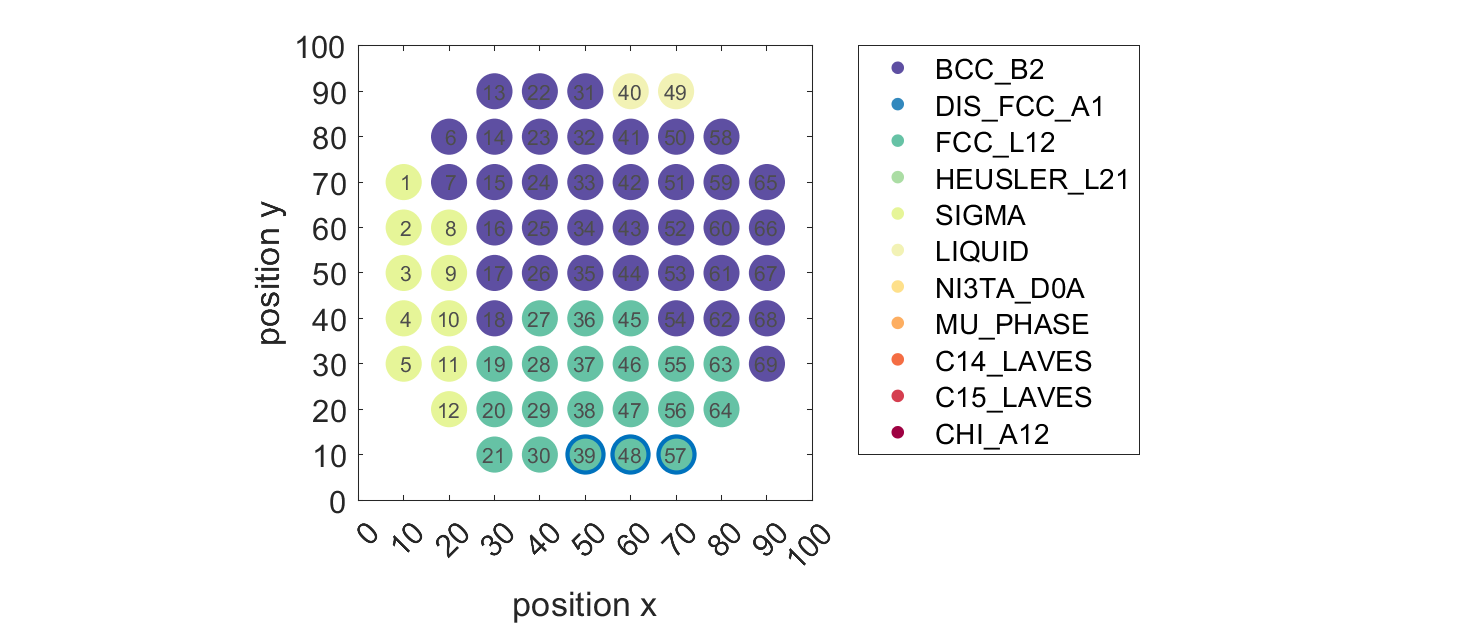 100
90
80
70
60
50
40
30
20
10
0
position y
13 22 31 40 49
6 14 23 32 41 50 58
1 7 15 24 33 42 51 59 65
2 8 16 25 34 43 52 60 66
3 9 17 26 35 44 53 61 67
4 10 18 27 36 45 54 62 68
5 11 19 28 37 46 55 63 69
12 20 29 38 47 56 64
21 30 39 48 57
0 10 20 30 40 50 60 70 80 90 100
position x
BCC_B2
DIS_FCC_A1
FCC_L12
HEUSLER_L21
SIGMA
LIQUID
NI3TA_D0A
MU_PHASE
C14_LAVES
C15_LAVES
CHI_A12